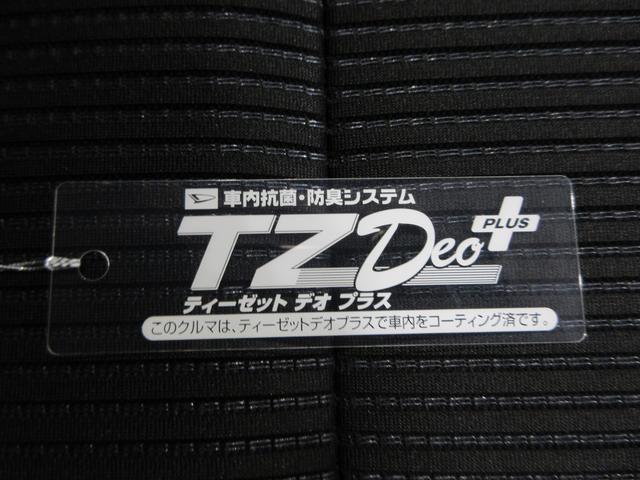 車内抗菌・防臭システム
TZ Deo PLUS
ティーゼット デオ プラス
このクルマは、ティーゼットデオプラスで車内をコーティング済です。